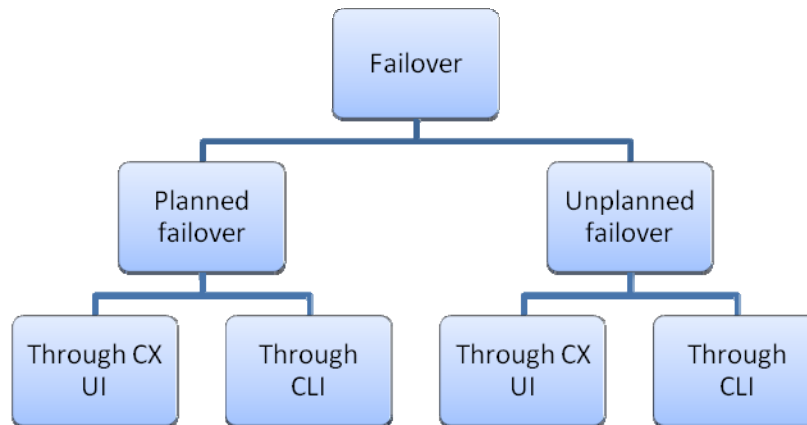 Failover
Planned
failover
Unplanned
failover
Through CX
UI
Through
CLI
Through CX
UI
Through
CLI